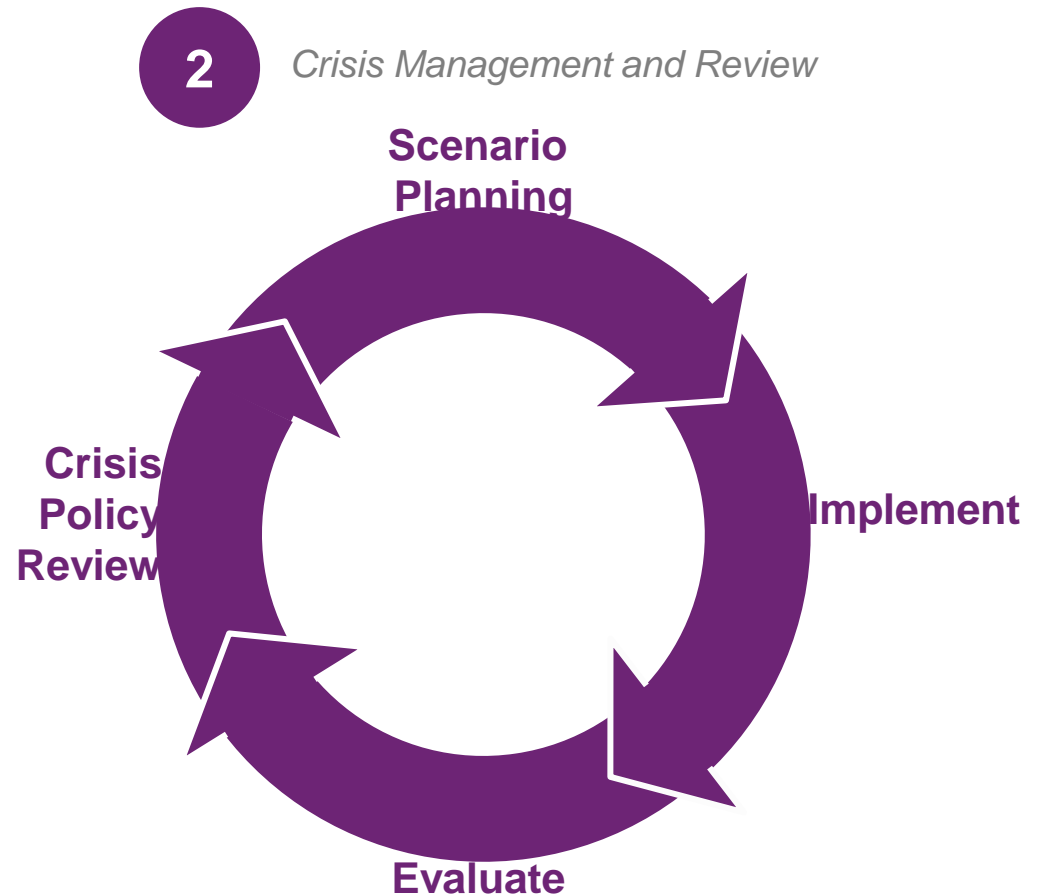 2
Crisis Management and Review
Scenario
Planning
Crisis
Policy
Review
Implement
Evaluate